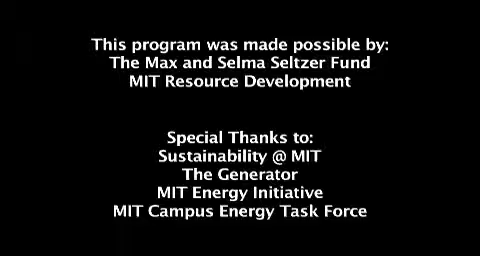 This program was made possible by:
The Max and Selma Seltzer Fund
MIT Resource Development
Special Thanks to:
Sustainability @ MIT
The Generator
MIT Energy Initiative
MIT Campus Energy Task Force